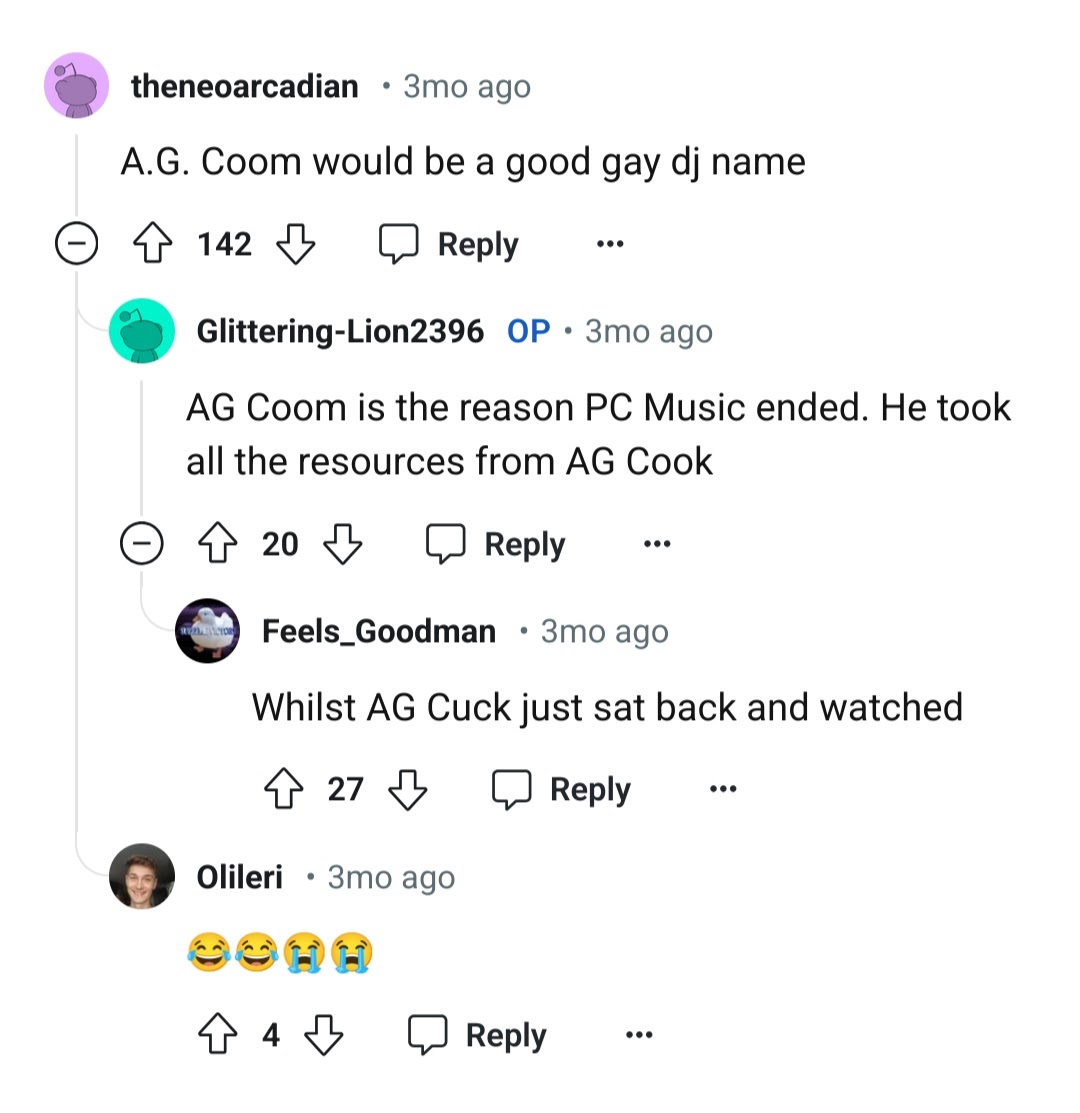 theneoarcadian • 3mo ago
A.G. Coom would be a good gay dj name
142 Reply ...
Glittering-Lion2396 OP • 3mo ago
AG Coom is the reason PC Music ended. He took
all the resources from AG Cook
20 Reply ...
Feels_Goodman • 3mo ago
Whilst AG Cuck just sat back and watched
27 Reply ...
Olileri • 3mo ago
😂😂😭😭
4 Reply ...